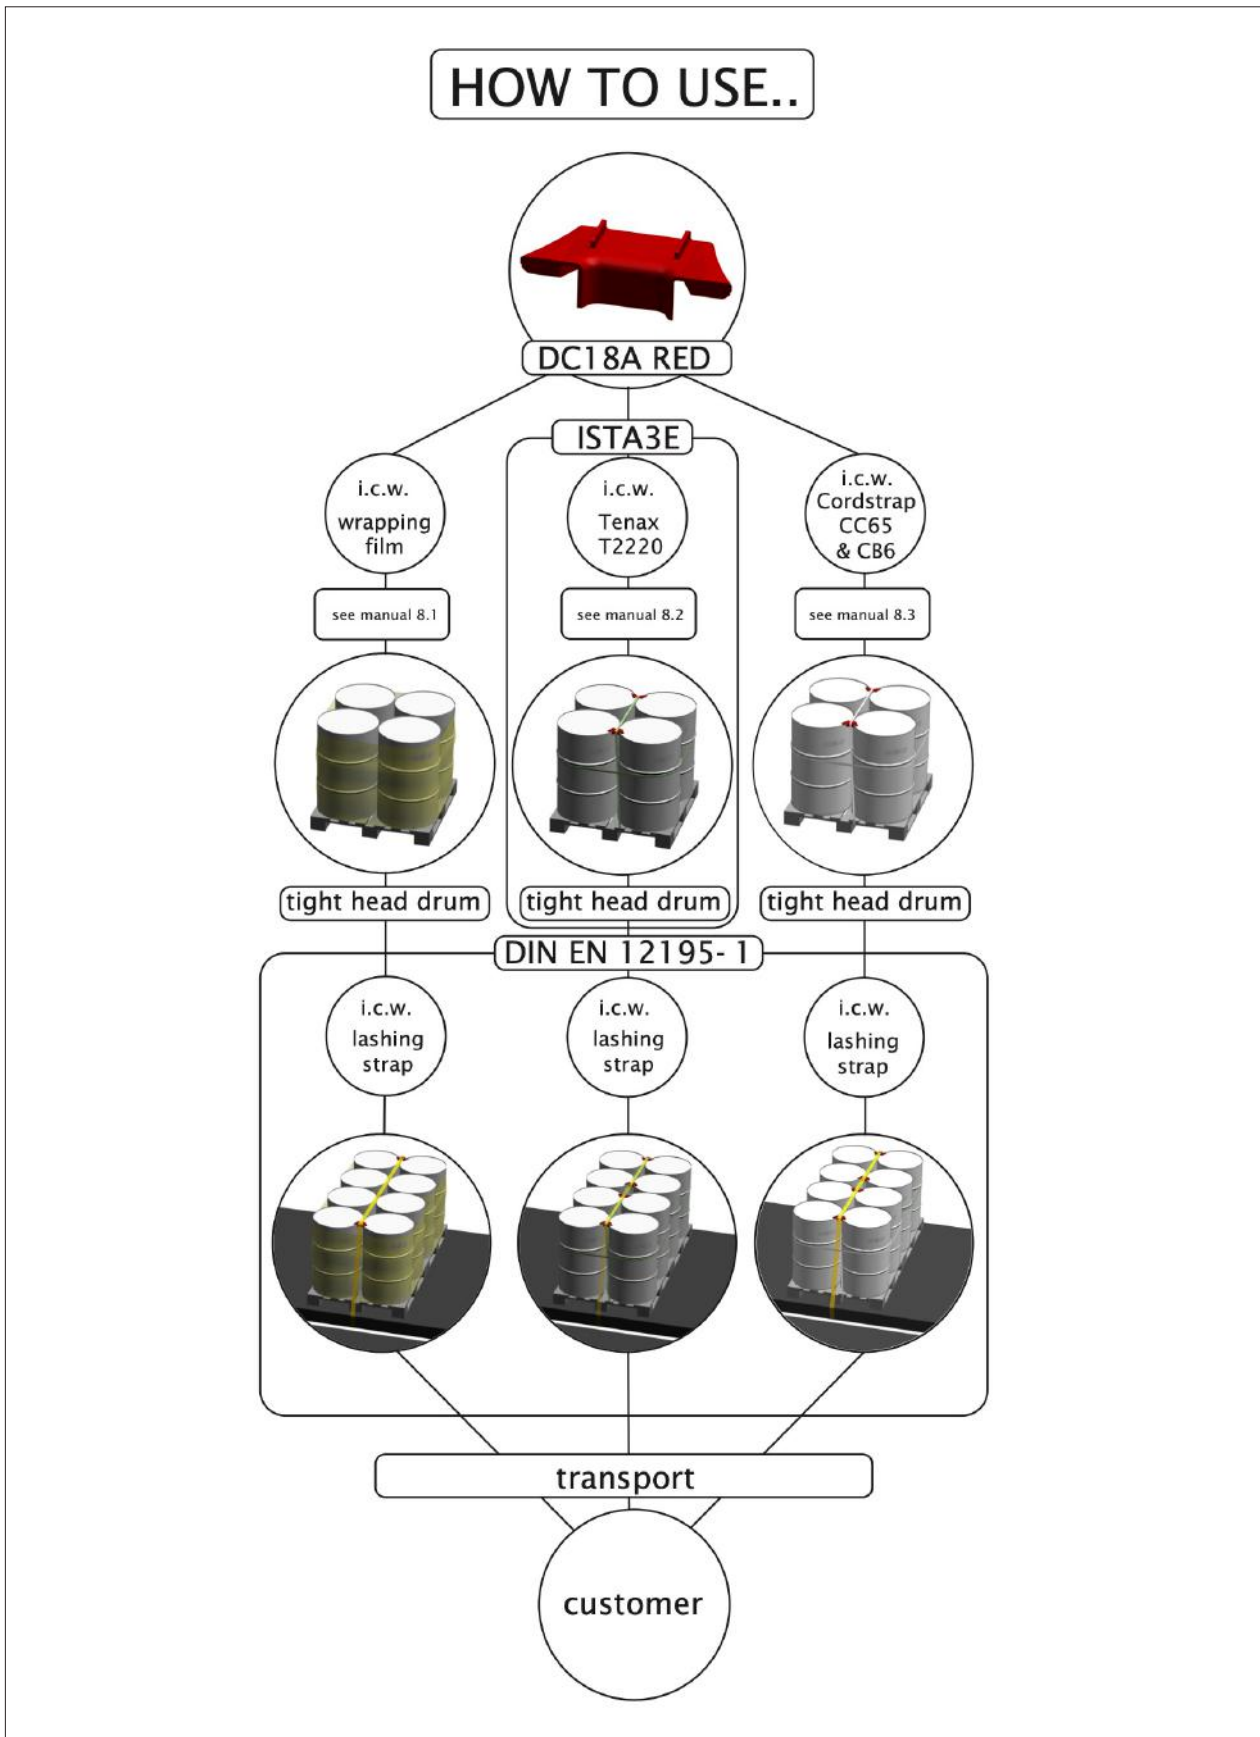 HOW TO USE..
DC18A RED
ISTA3E
i.c.w.
wrapping
film
i.c.w.
Tenax
T2220
i.c.w.
Cordstrap
CC65
& CB6
see manual 8.1
see manual 8.2
see manual 8.3
tight head drum
tight head drum
tight head drum
DIN EN 12195- 1
i.c.w.
lashing
strap
i.c.w.
lashing
strap
i.c.w.
lashing
strap
transport
customer